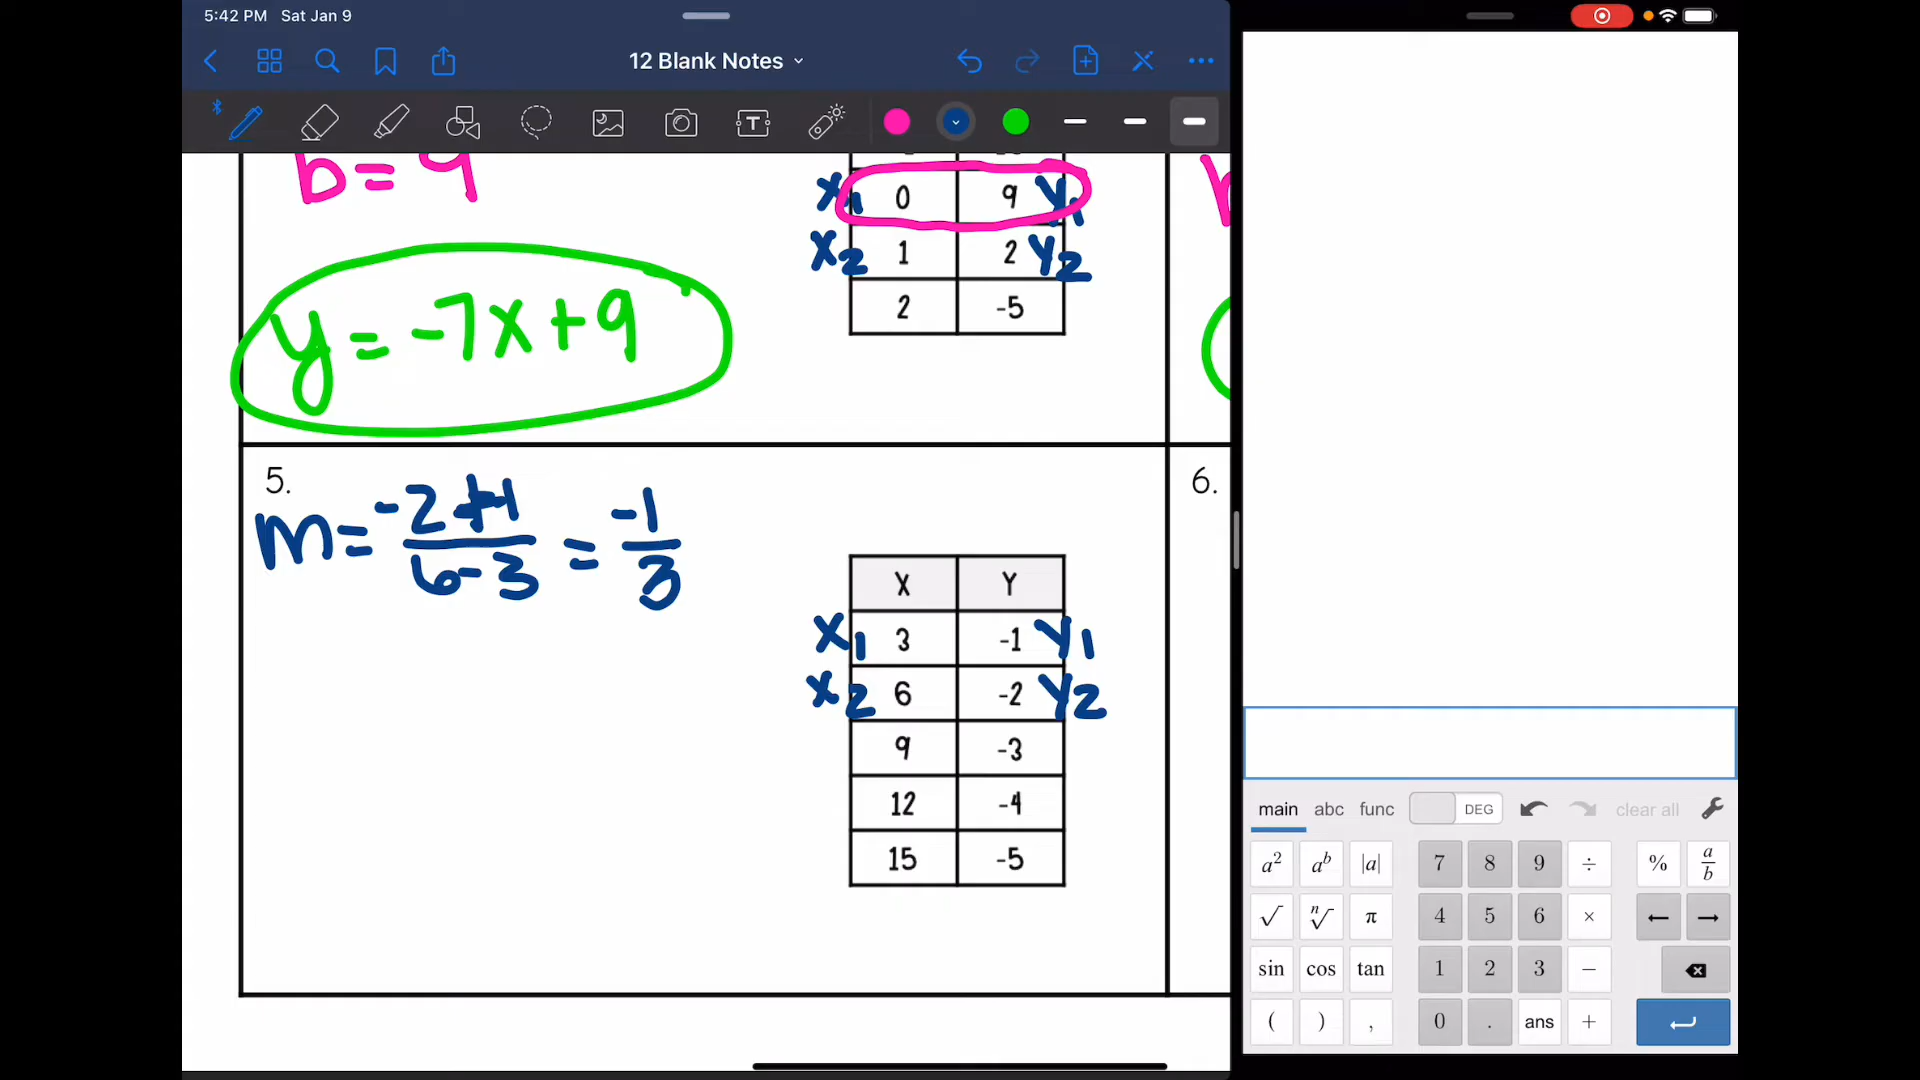 5:42 PM Sat Jan 9
12 Blank Notes
T
b = 9
X1 0 9 Y1
X2 1 2 Y2
2 -5
y = -7x + 9
5.
6.
m = -2 + 1 / 6 - 3 = -1 / 3
X Y
X1 3 -1 Y1
X2 6 -2 Y2
9 -3
12 -4
15 -5
main abc func DEG clear all
a² aᵇ |a| 7 8 9 ÷ % a/b
√ ⁿ√ π 4 5 6 × ← →
sin cos tan 1 2 3 −
( ) , 0 . ans +